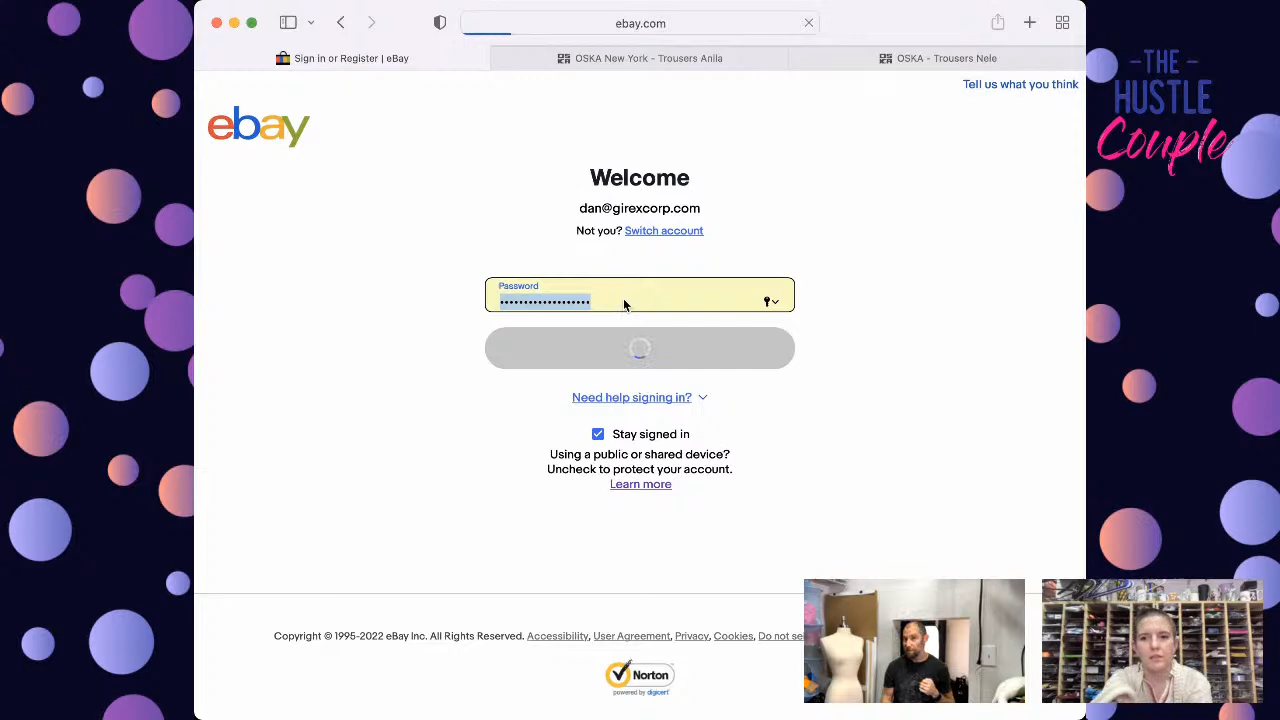 ebay.com
Sign in or Register | eBay
OSKA New York - Trousers Anila
OSKA - Trousers Nele
Tell us what you think
-THE-
HUSTLE
Couple
ebay
Welcome
dan@girexcorp.com
Not you? Switch account
Password
Need help signing in?
Stay signed in
Using a public or shared device?
Uncheck to protect your account.
Learn more
Copyright © 1995-2022 eBay Inc. All Rights Reserved. Accessibility, User Agreement, Privacy, Cookies, Do not se
Norton
powered by digicert